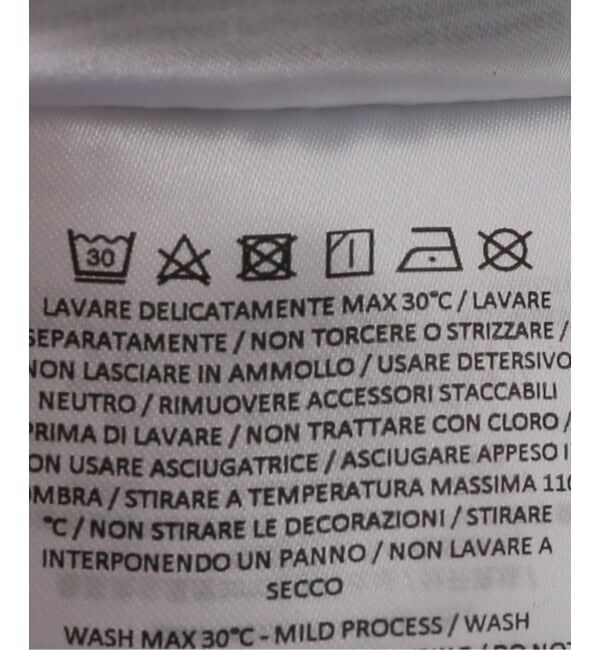 30
LAVARE DELICATAMENTE MAX 30°C / LAVARE
SEPARATAMENTE / NON TORCERE O STRIZZARE /
NON LASCIARE IN AMMOLLO / USARE DETERSIVO
NEUTRO / RIMUOVERE ACCESSORI STACCABILI
PRIMA DI LAVARE / NON TRATTARE CON CLORO /
ON USARE ASCIUGATRICE / ASCIUGARE APPESO I
OMBRA / STIRARE A TEMPERATURA MASSIMA 110
°C / NON STIRARE LE DECORAZIONI / STIRARE
INTERPONENDO UN PANNO / NON LAVARE A
SECCO
WASH MAX 30°C - MILD PROCESS / WASH